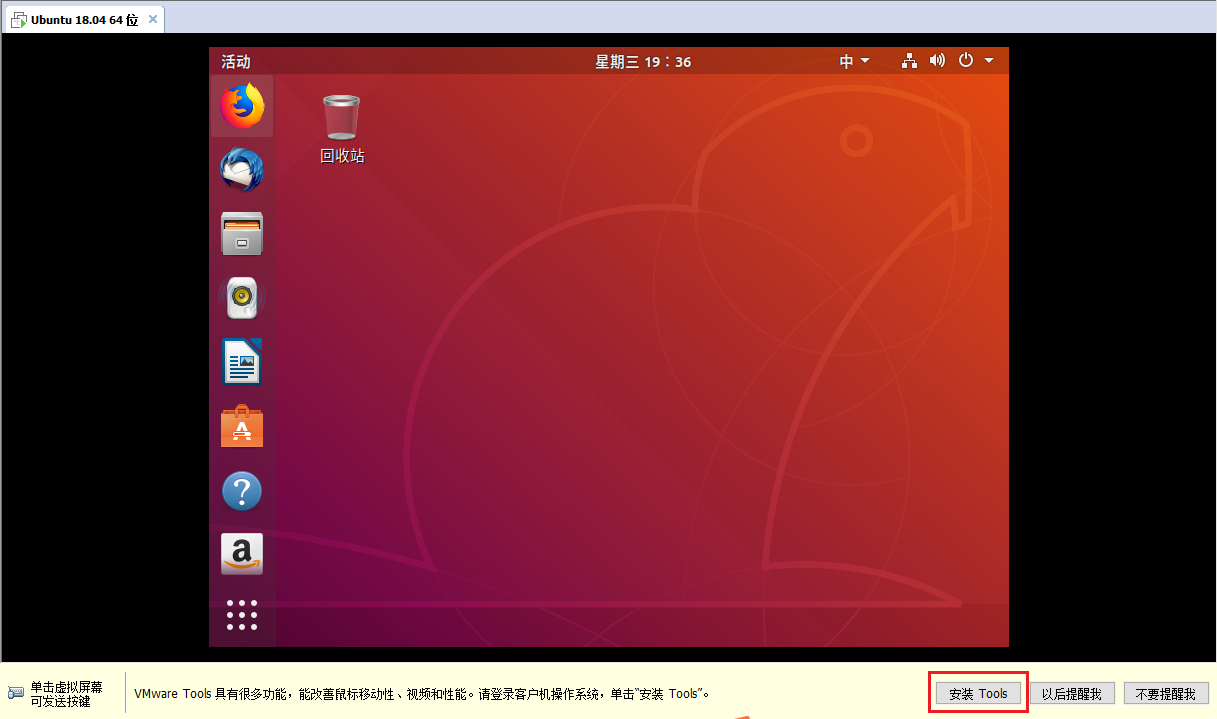 Ubuntu 18.04 64 位
活动
星期三 19：36
中
回收站
a
单击虚拟屏幕
可发送按键
VMware Tools 具有很多功能，能改善鼠标移动性、视频和性能。请登录客户机操作系统，单击“安装 Tools”。
安装 Tools
以后提醒我
不要提醒我